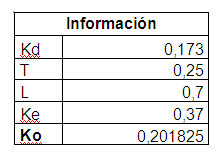 Información
Kd 0,173
T 0,25
L 0,7
Ke 0,37
Ko 0,201825